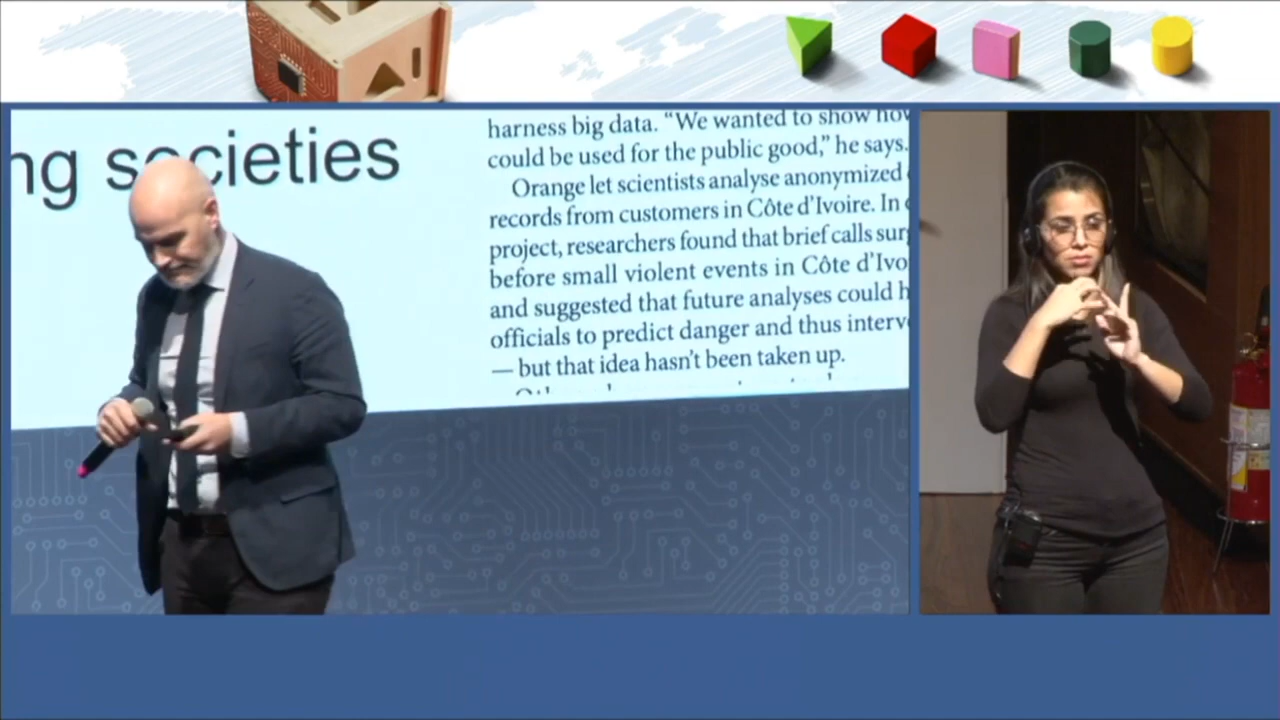 ng societies
harness big data. “We wanted to show how
could be used for the public good,” he says.
Orange let scientists analyse anonymized
records from customers in Côte d'Ivoire. In
project, researchers found that brief calls
before small violent events in Côte
and suggested that future analyses could
officials to predict danger and thus
— but that idea hasn't been taken up.